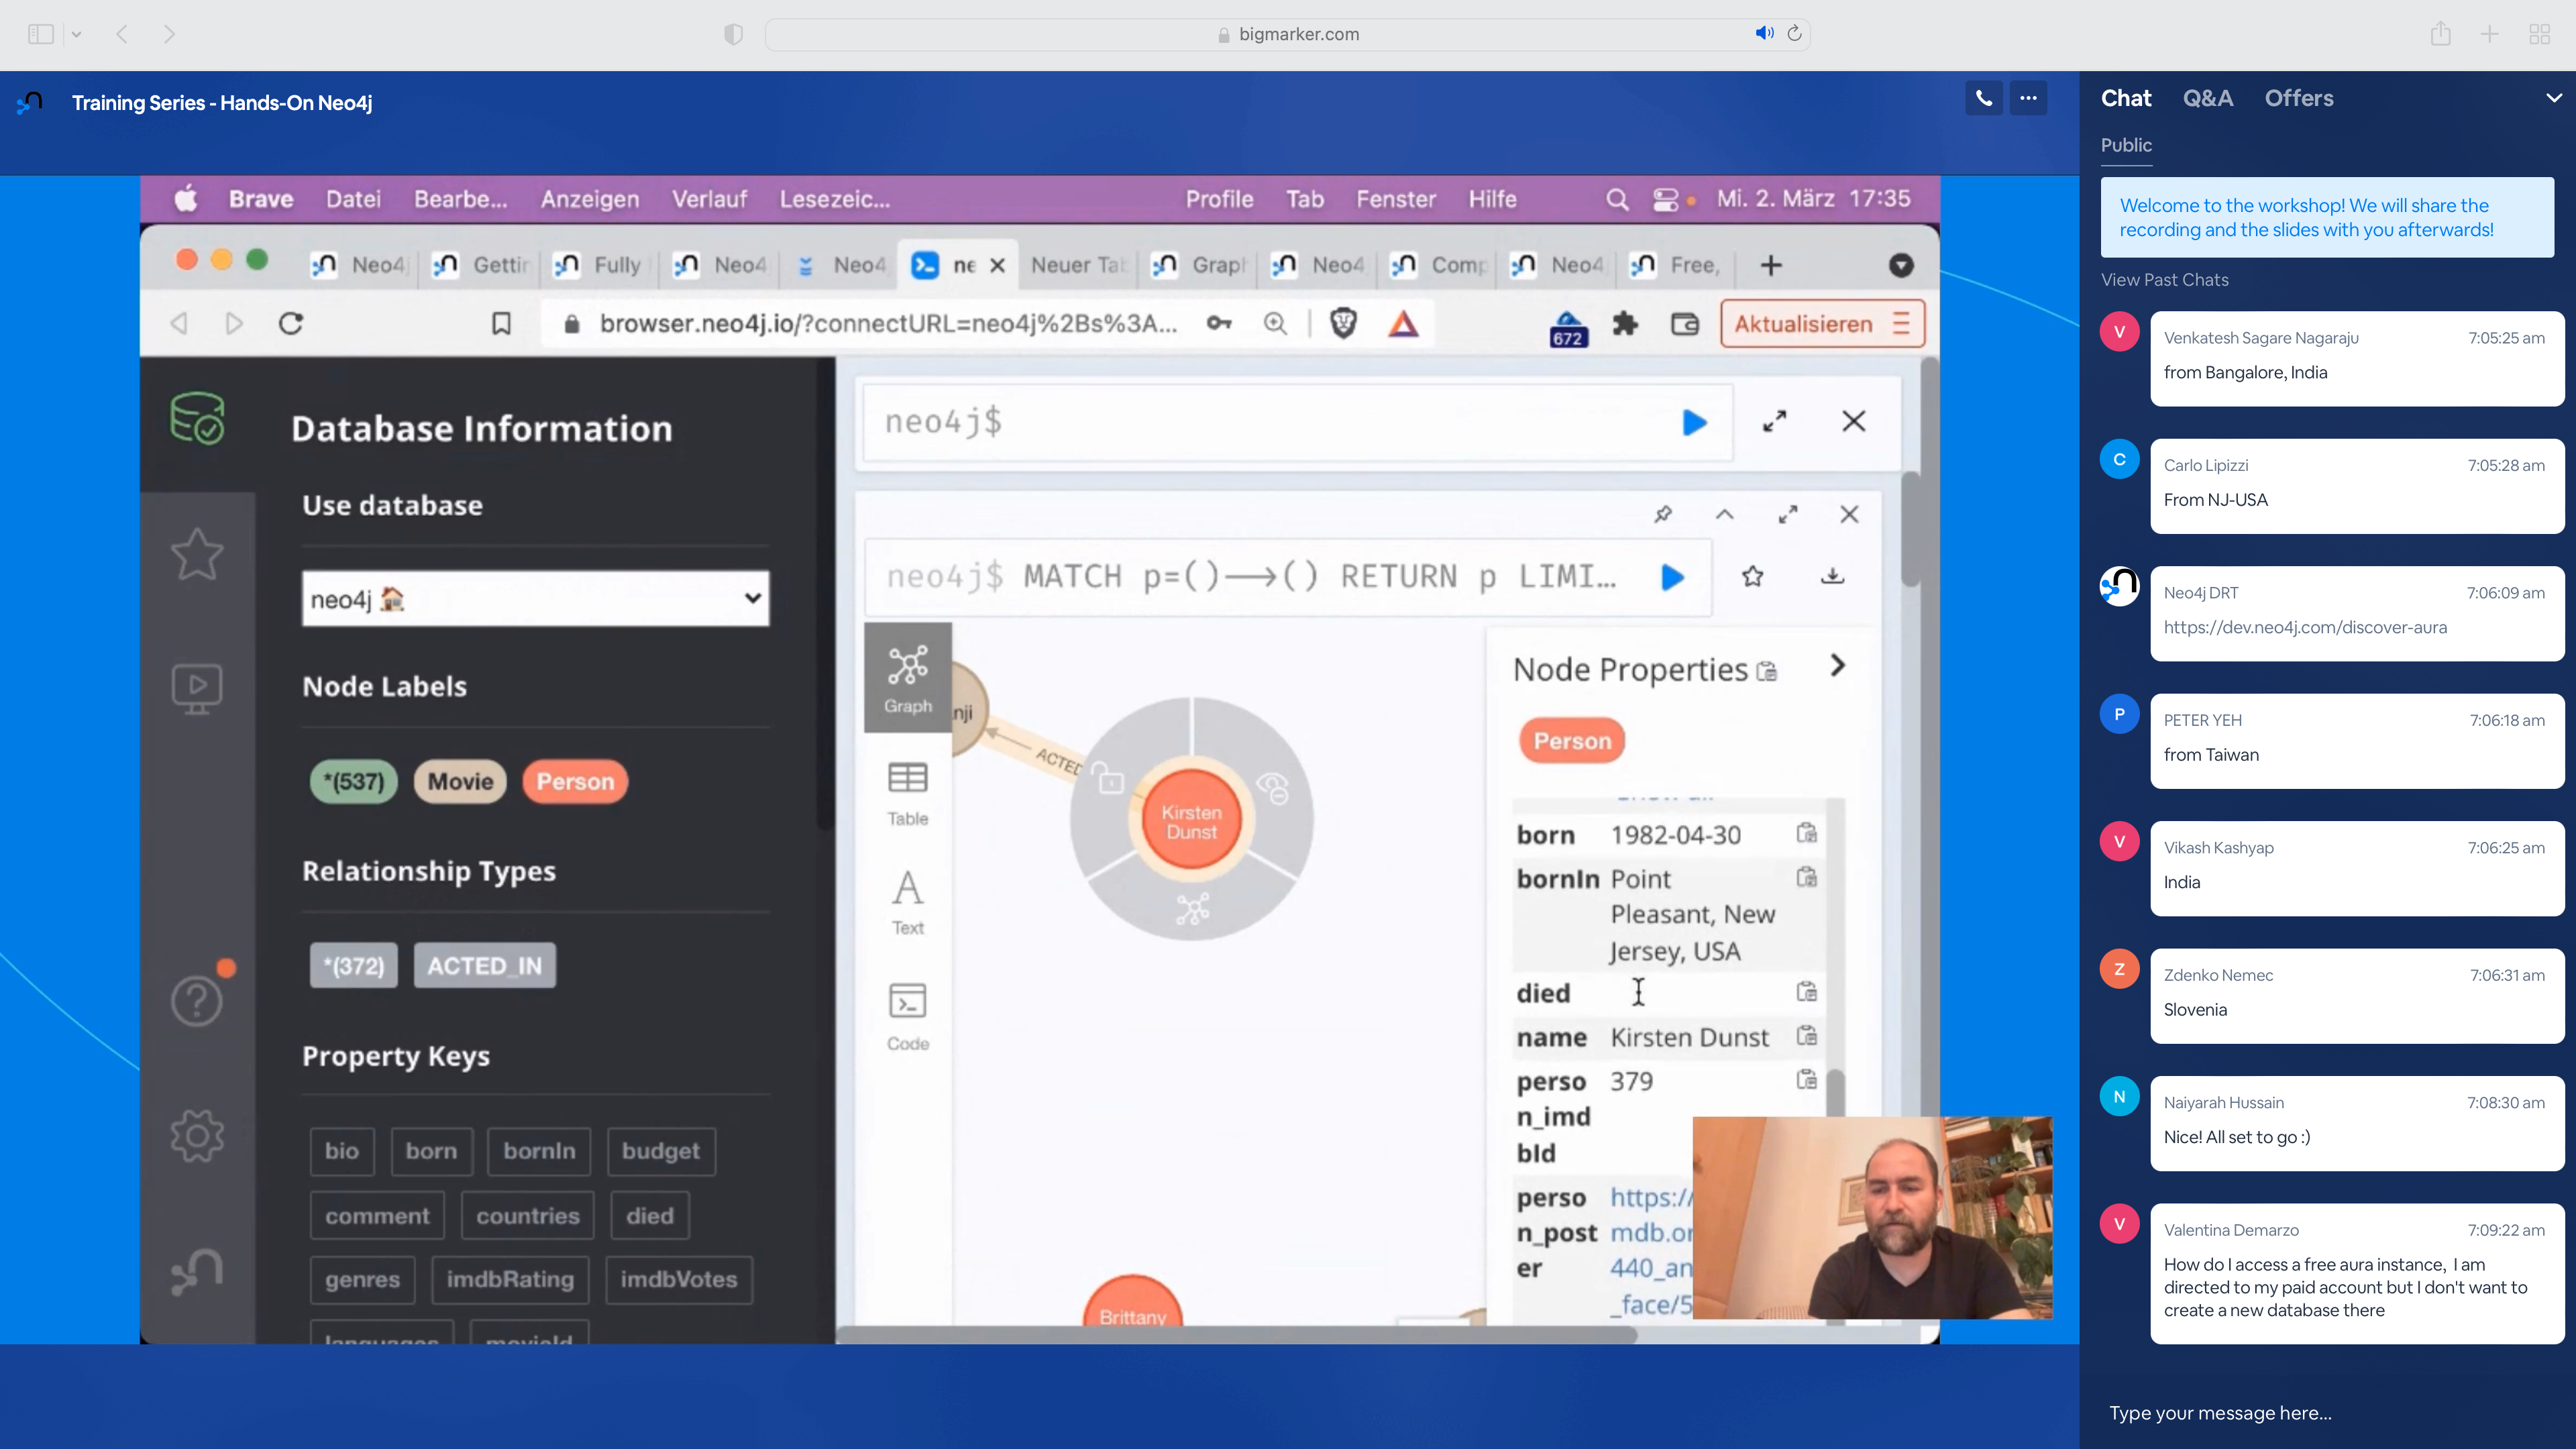 bigmarker.com
Training Series - Hands-On Neo4j
Brave Datei Bearbe... Anzeigen Verlauf Lesezeic... Profile Tab Fenster Hilfe Mi. 2. März 17:35
Neo4j Gettin Fully Neo4 Neo4 ne Neuer Tab Graph Neo4 Comp Neo4 Free,
browser.neo4j.io/?connectURL=neo4j%2Bs%3A...
672
Aktualisieren
Database Information
Use database
neo4j
Node Labels
*(537) Movie Person
Relationship Types
*(372) ACTED_IN
Property Keys
bio born bornIn budget
comment countries died
genres imdbRating imdbVotes
languages movieId
neo4j$
neo4j$ MATCH p=()⟶() RETURN p LIMI...
Graph
Table
Text
Code
nji
ACTED
Kirsten
Dunst
Brittany
Node Properties
Person
born 1982-04-30
bornIn Point
Pleasant, New
Jersey, USA
died
name Kirsten Dunst
perso 379
n_imd
bId
perso https:/
n_post mdb.or
er 440_an
_face/5
Chat Q&A Offers
Public
Welcome to the workshop! We will share the
recording and the slides with you afterwards!
View Past Chats
V
Venkatesh Sagare Nagaraju 7:05:25 am
from Bangalore, India
C
Carlo Lipizzi 7:05:28 am
From NJ-USA
Neo4j DRT 7:06:09 am
https://dev.neo4j.com/discover-aura
P
PETER YEH 7:06:18 am
from Taiwan
V
Vikash Kashyap 7:06:25 am
India
Z
Zdenko Nemec 7:06:31 am
Slovenia
N
Naiyarah Hussain 7:08:30 am
Nice! All set to go :)
V
Valentina Demarzo 7:09:22 am
How do I access a free aura instance, I am
directed to my paid account but I don't want to
create a new database there
Type your message here...